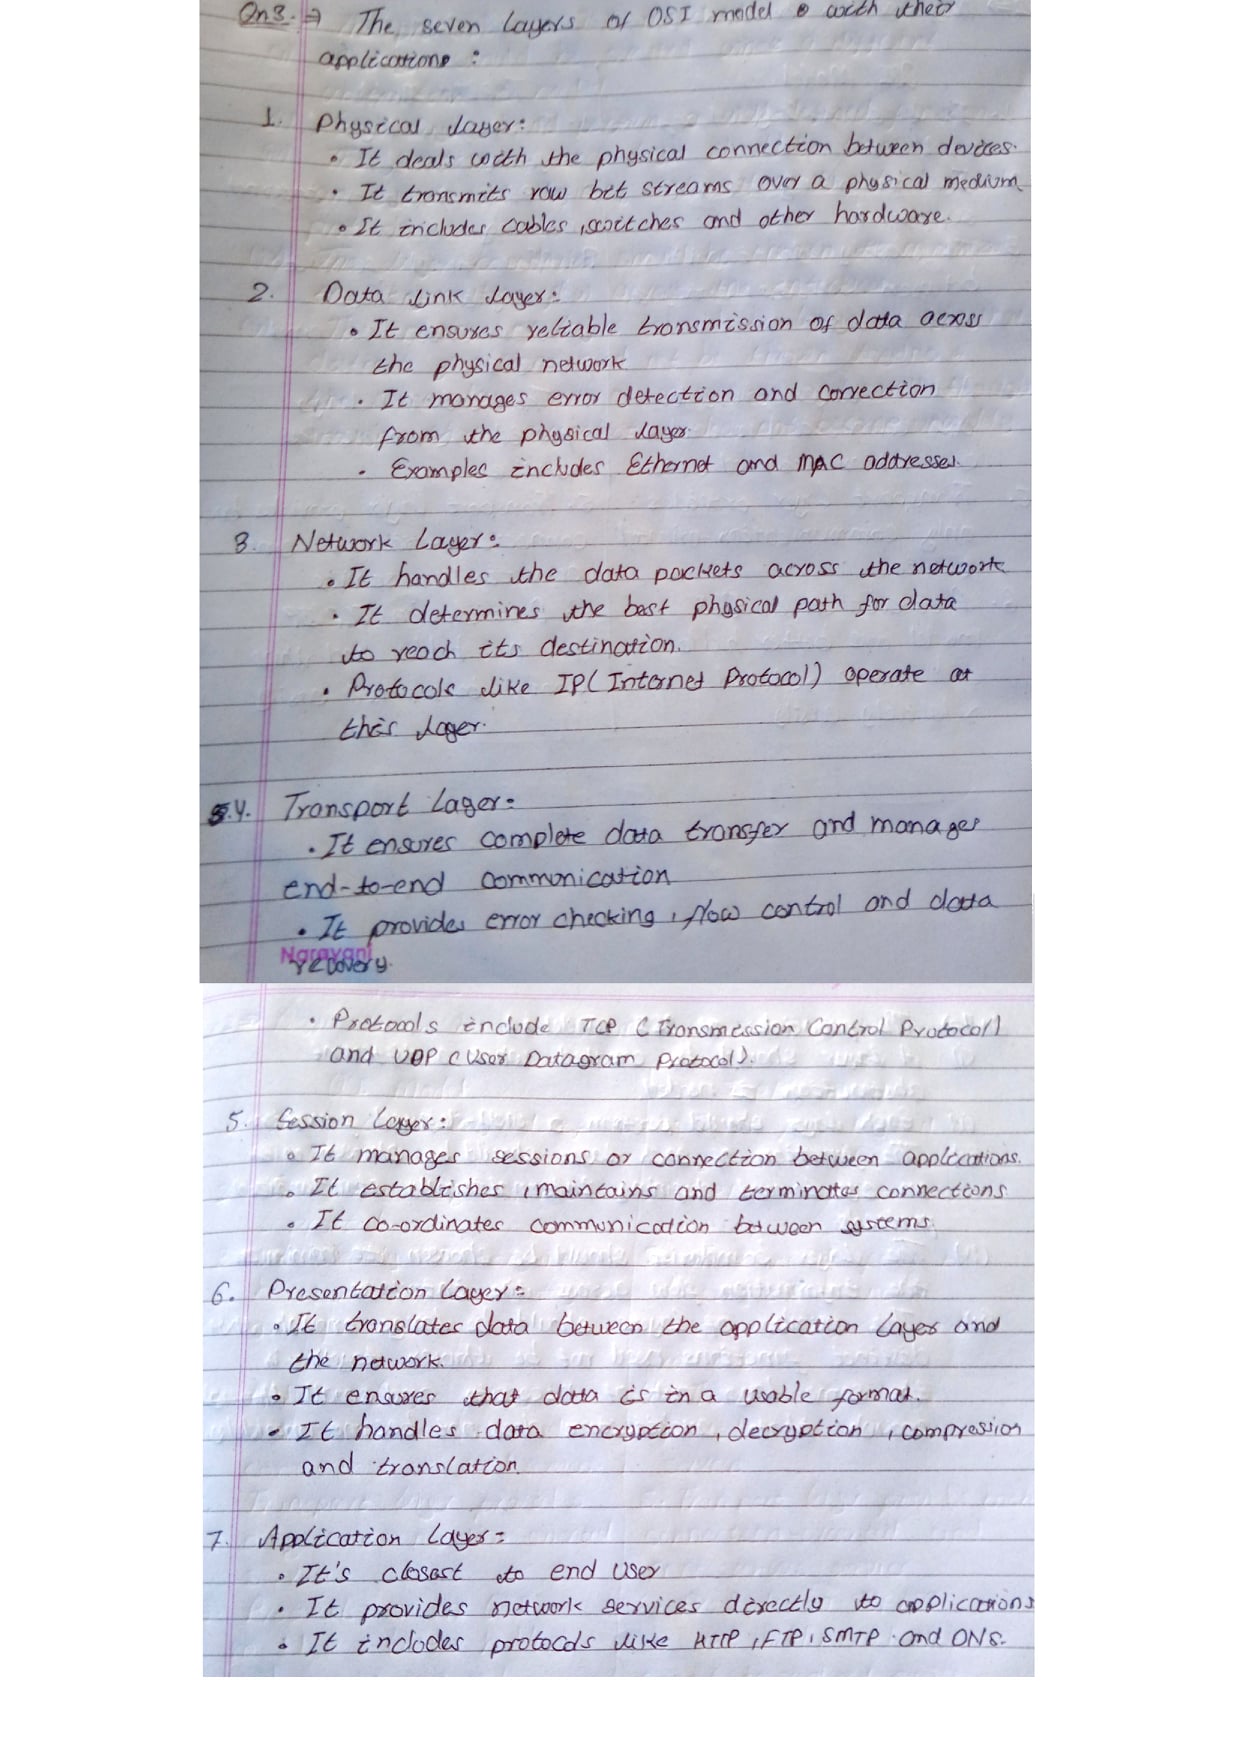 Qn3. ⇒ The seven layers of OSI model with their
applications :
1. Physical Layer:
• It deals with the physical connection between devices.
• It transmits raw bit streams over a physical medium.
• It includes cables, switches and other hardware.
2. Data Link Layer:
• It ensures reliable transmission of data across
the physical network
• It manages error detection and correction
from the physical layer.
• Examples includes Ethernet and MAC addresses.
3. Network Layer:
• It handles the data packets across the network
• It determines the best physical path for data
to reach its destination.
• Protocols like IP (Internet Protocol) operate at
this layer.
4. Transport Layer:
• It ensures complete data transfer and manages
end-to-end communication
• It provides error checking, flow control and data
Narayani
recovery.
• Protocols include TCP (Transmission Control Protocol)
and UDP (User Datagram Protocol).
5. Session Layer:
• It manages sessions or connection between applications.
• It establishes, maintains and terminates connections
• It co-ordinates communication between systems.
6. Presentation Layer:
• It translates data between the application layer and
the network.
• It ensures that data is in a usable format.
• It handles data encryption, decryption, compression
and translation.
7. Application Layer:
• It's closest to end user
• It provides network services directly to applications
• It includes protocols like HTTP, FTP, SMTP and DNS.